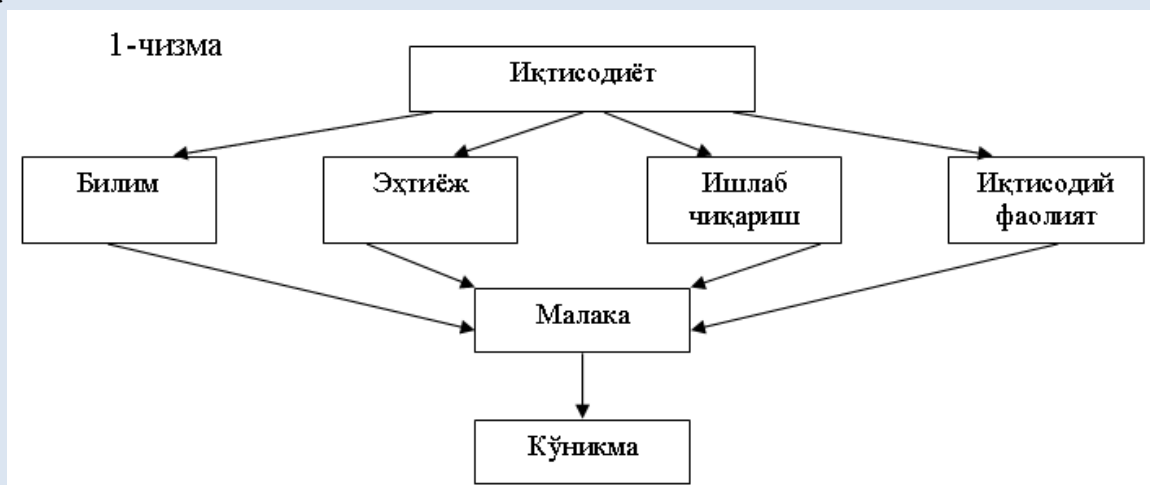 1-чизма
Иқтисодиёт
Билим
Эҳтиёж
Ишлаб
чиқариш
Иқтисодий
фаолият
Малака
Кўникма